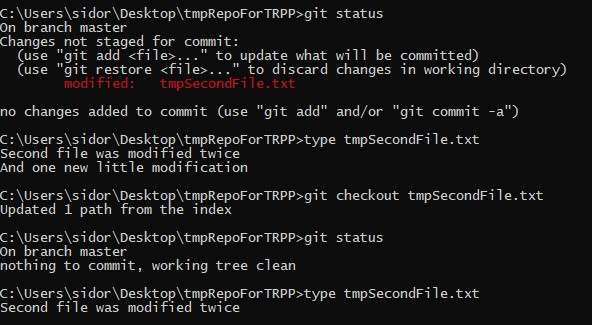 C:\Users\sidor\Desktop\tmpRepoForTRPP>git status
On branch master
Changes not staged for commit:
  (use "git add <file>..." to update what will be committed)
  (use "git restore <file>..." to discard changes in working directory)
        modified:   tmpSecondFile.txt

no changes added to commit (use "git add" and/or "git commit -a")

C:\Users\sidor\Desktop\tmpRepoForTRPP>type tmpSecondFile.txt
Second file was modified twice
And one new little modification

C:\Users\sidor\Desktop\tmpRepoForTRPP>git checkout tmpSecondFile.txt
Updated 1 path from the index

C:\Users\sidor\Desktop\tmpRepoForTRPP>git status
On branch master
nothing to commit, working tree clean

C:\Users\sidor\Desktop\tmpRepoForTRPP>type tmpSecondFile.txt
Second file was modified twice